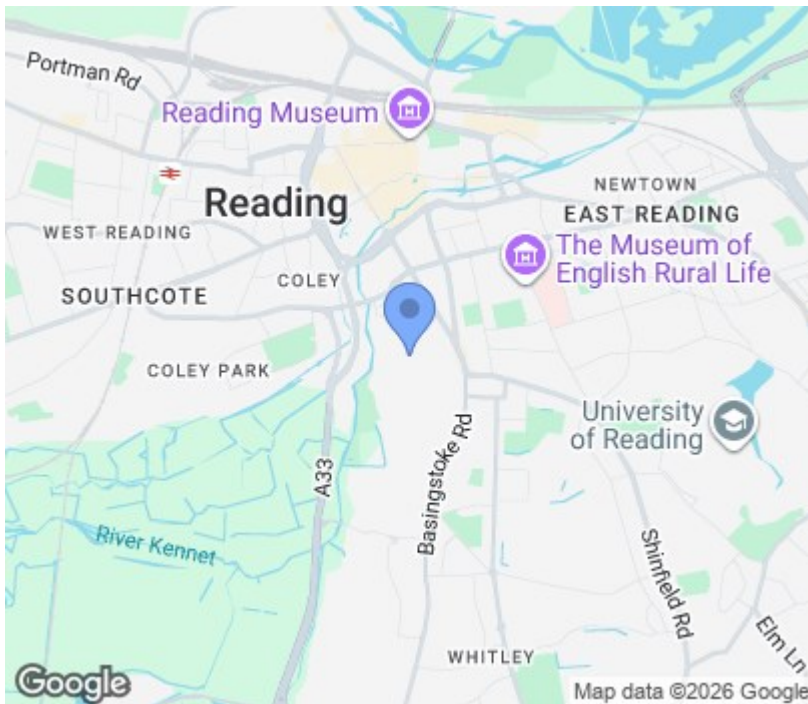 Portman Rd
Reading Museum
Reading
NEWTOWN
EAST READING
WEST READING
The Museum of
English Rural Life
COLEY
SOUTHCOTE
COLEY PARK
University
of Reading
Basingstoke Rd
A33
River Kennet
Shinfield Rd
Elm Ln
WHITLEY
Google
Map data ©2026 Google